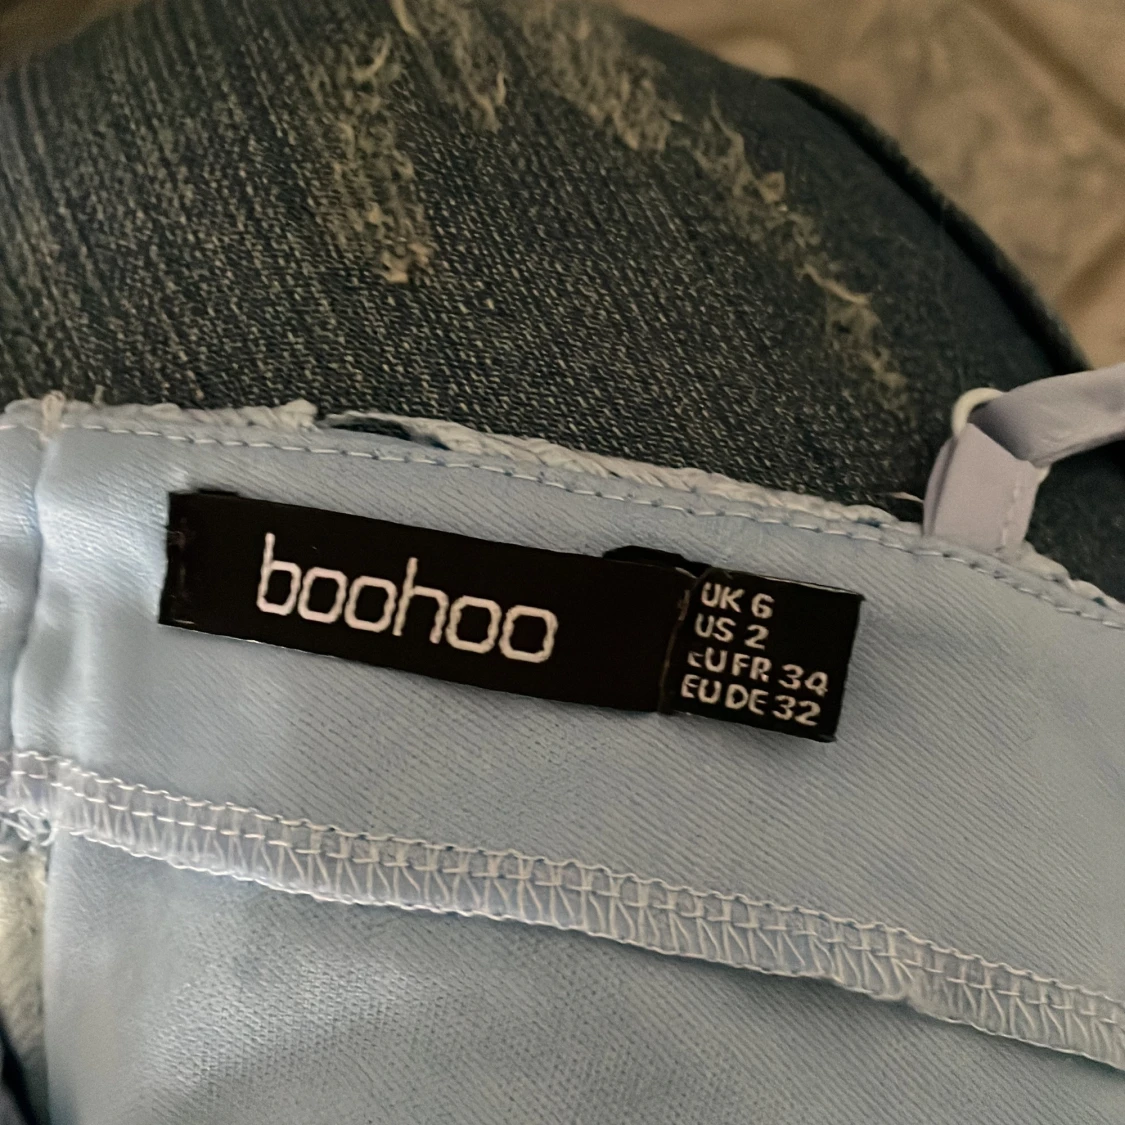 boohoo
UK 6
US 2
EU FR 34
EU DE 32